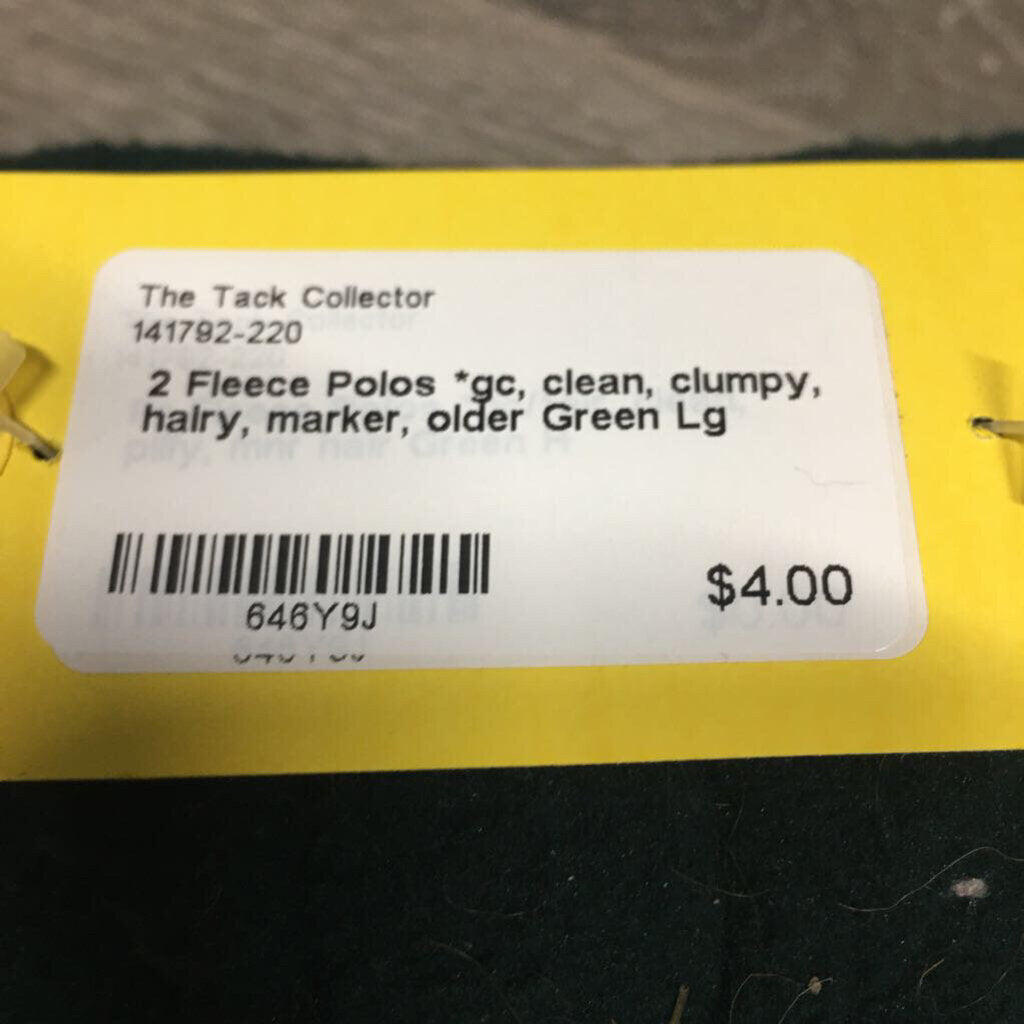 The Tack Collector
141792-220
2 Fleece Polos *gc, clean, clumpy,
hairy, marker, older Green Lg
646Y9J
$4.00